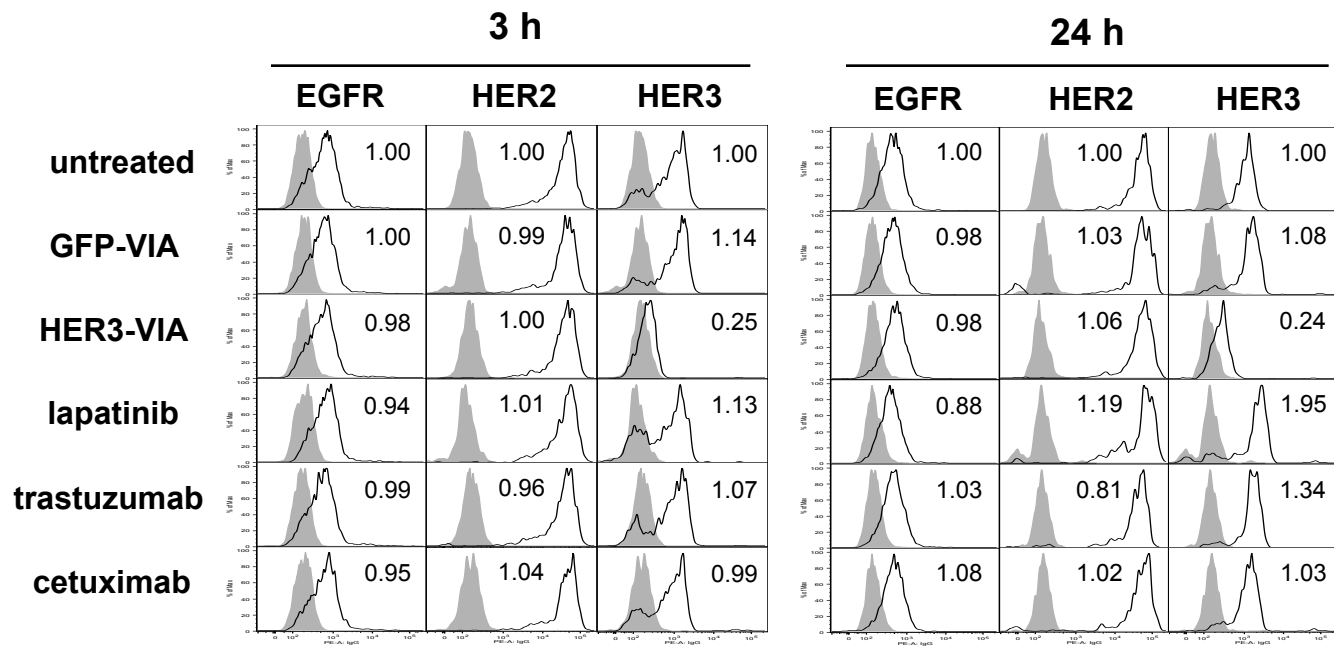 3 h 24 h
EGFR HER2 HER3 EGFR HER2 HER3
untreated 1.00 1.00 1.00 1.00 1.00 1.00
GFP-VIA 1.00 0.99 1.14 0.98 1.03 1.08
HER3-VIA 0.98 1.00 0.25 0.98 1.06 0.24
lapatinib 0.94 1.01 1.13 0.88 1.19 1.95
trastuzumab 0.99 0.96 1.07 1.03 0.81 1.34
cetuximab 0.95 1.04 0.99 1.08 1.02 1.03
PE-A: IgG PE-A: IgG